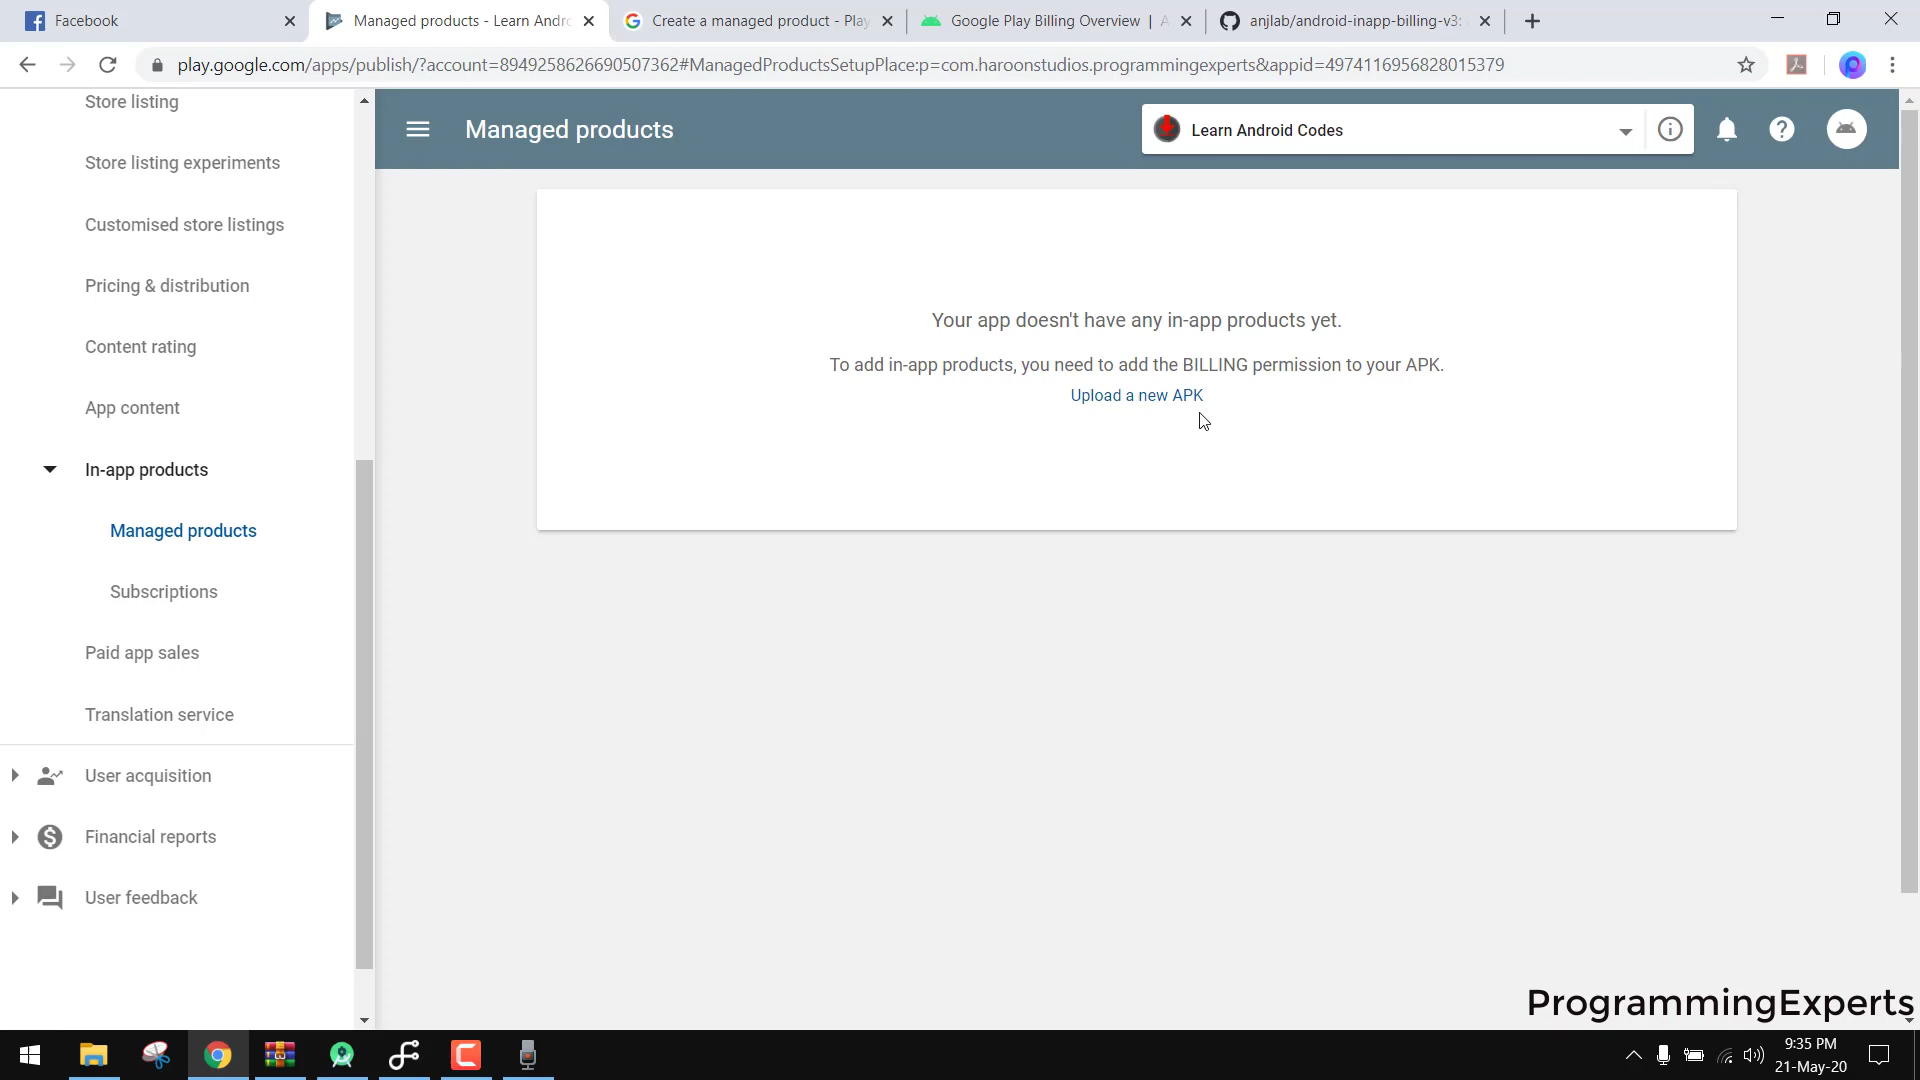 Facebook
Managed products - Learn Andro
Create a managed product - Play
Google Play Billing Overview | A
anjlab/android-inapp-billing-v3:
play.google.com/apps/publish/?account=8949258626690507362#ManagedProductsSetupPlace:p=com.haroonstudios.programmingexperts&appid=4974116956828015379
Store listing
Store listing experiments
Customised store listings
Pricing & distribution
Content rating
App content
In-app products
Managed products
Subscriptions
Paid app sales
Translation service
User acquisition
Financial reports
User feedback
Managed products
Learn Android Codes
Your app doesn't have any in-app products yet.
To add in-app products, you need to add the BILLING permission to your APK.
Upload a new APK
ProgrammingExperts
9:35 PM
21-May-20